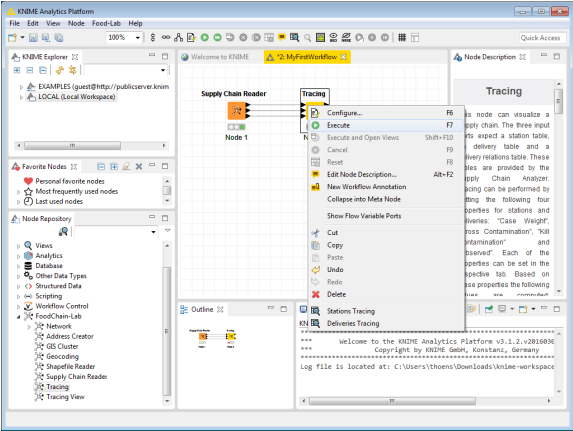 KNIME Analytics Platform
File Edit View Node Food-Lab Help
100%
Quick Access
KNIME Explorer
EXAMPLES (guest@http://publicserver.knim
LOCAL (Local Workspace)
Favorite Nodes
Personal favorite nodes
Most frequently used nodes
Last used nodes
Node Repository
Views
Analytics
Database
Other Data Types
Structured Data
Scripting
Workflow Control
FoodChain-Lab
Network
Address Creator
GIS Cluster
Geocoding
Shapefile Reader
Supply Chain Reader
Tracing
Tracing View
Welcome to KNIME
*2: MyFirstWorkflow
Supply Chain Reader
Tracing
Node 1
N
Configure... F6
Execute F7
Execute and Open Views Shift+F10
Cancel F9
Reset F8
Edit Node Description... Alt+F2
New Workflow Annotation
Collapse into Meta Node
Show Flow Variable Ports
Cut
Copy
Paste
Undo
Redo
Delete
Stations Tracing
Deliveries Tracing
Node Description
Tracing
is node can visualize a
pply chain. The three input
rts expect a station table,
delivery table and a
livery relations table. These
bles are provided by the
pply Chain Analyzer.
acing can be performed by
tting the following four
operties for stations and
liveries: "Case Weight",
ross Contamination", "Kill
ontamination" and
bserved". Each of the
operties can be set in the
spective tab. Based on
ese properties the following
lues are computed:
Outline
KN
*** Welcome to the KNIME Analytics Platform v3.1.2.v2016030
*** Copyright by KNIME GmbH, Konstanz, Germany
Log file is located at: C:\Users\thoens\Downloads\knime-workspace